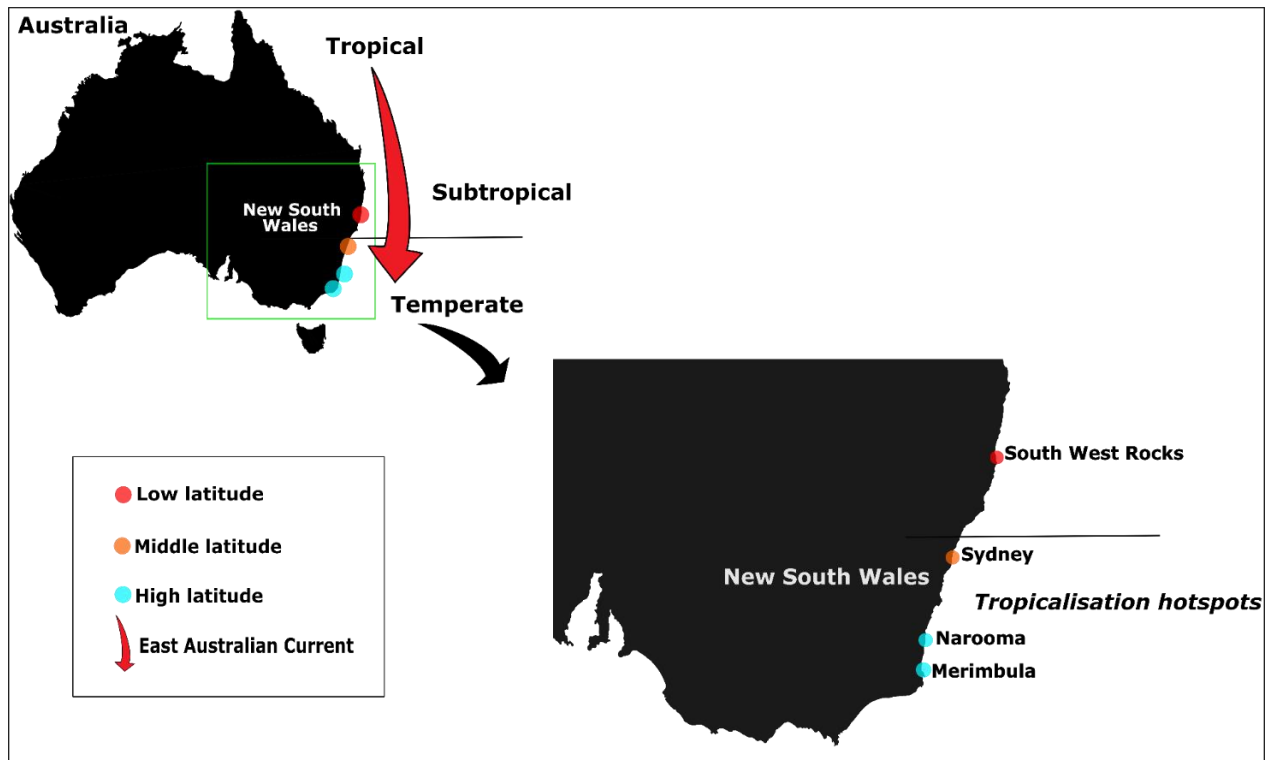 Australia
Tropical
New South
Wales
Subtropical
Temperate
Low latitude
Middle latitude
High latitude
East Australian Current
South West Rocks
Sydney
New South Wales
Tropicalisation hotspots
Narooma
Merimbula